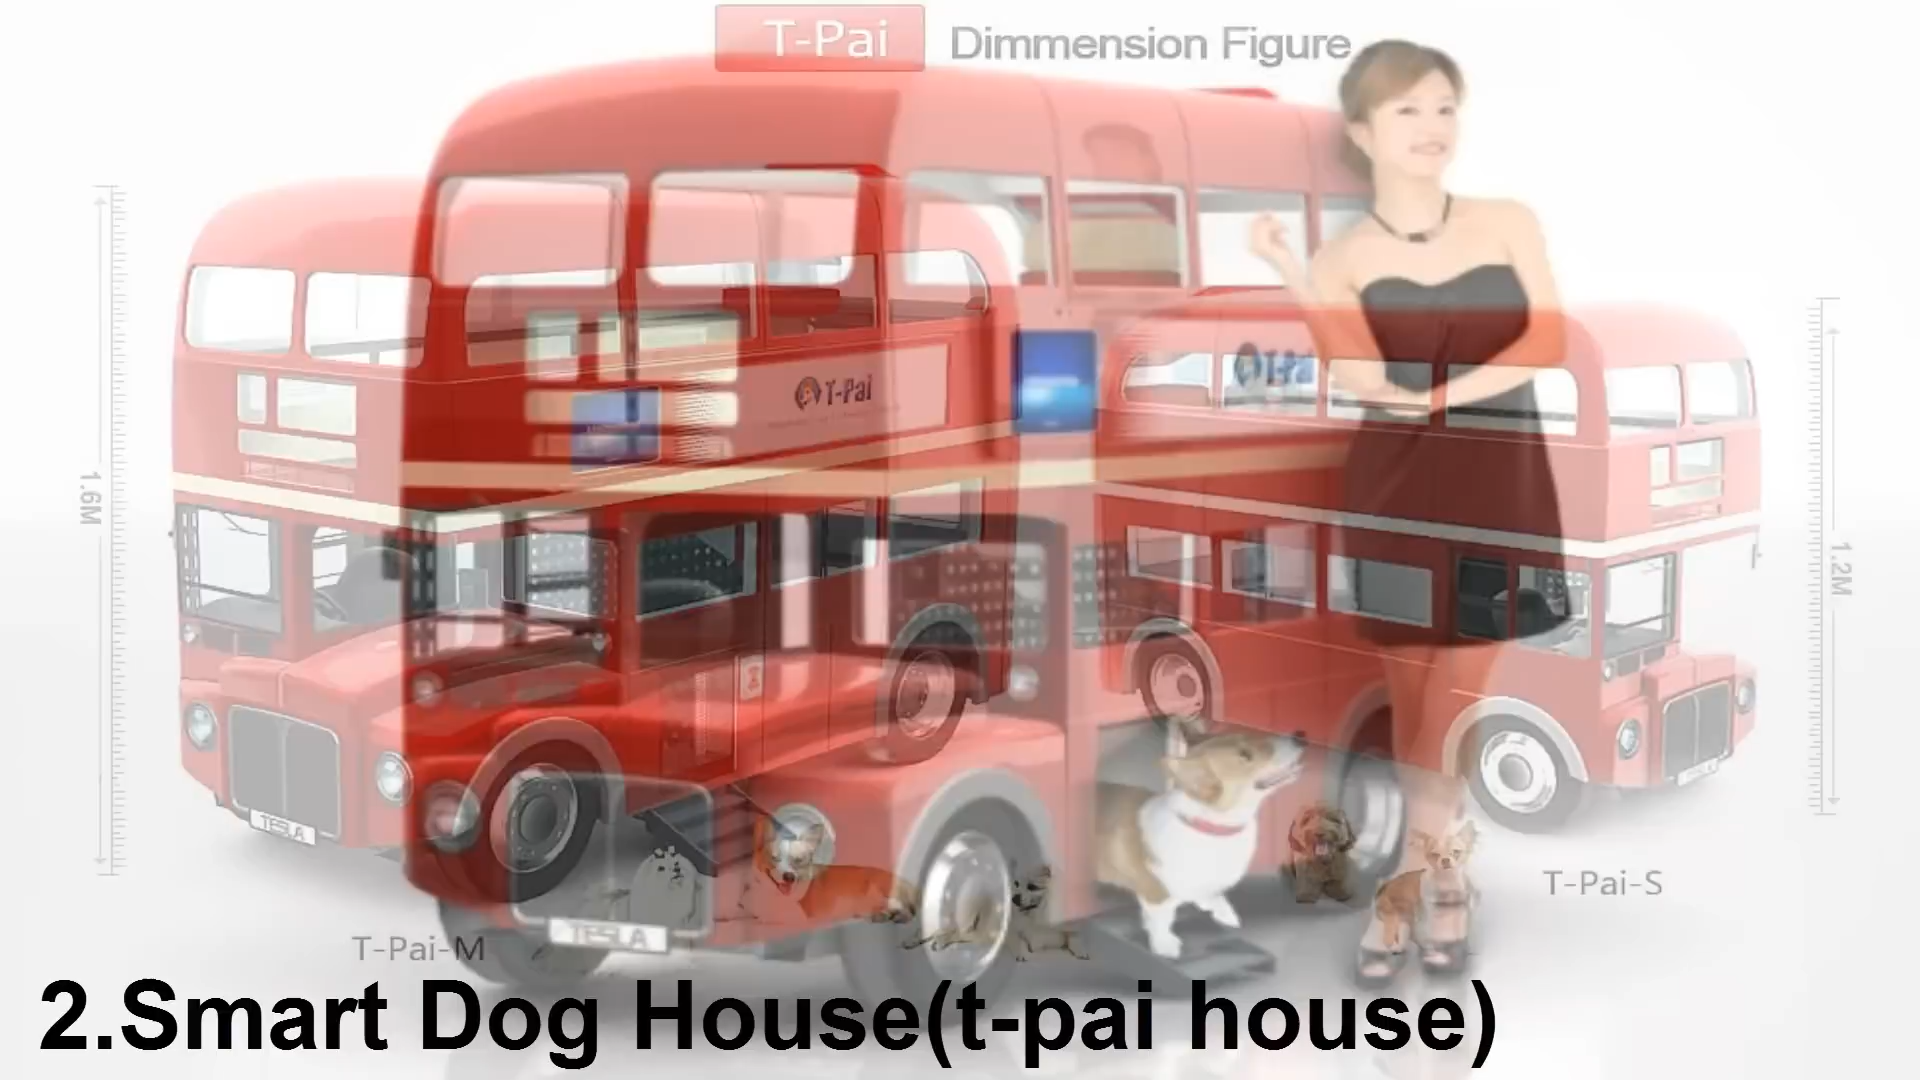 T-Pai Dimmension Figure
T-Pai
T-Pai
1.6M
1.2M
TESLA
TESLA
T-Pai-S
T-Pai-M
2.Smart Dog House(t-pai house)